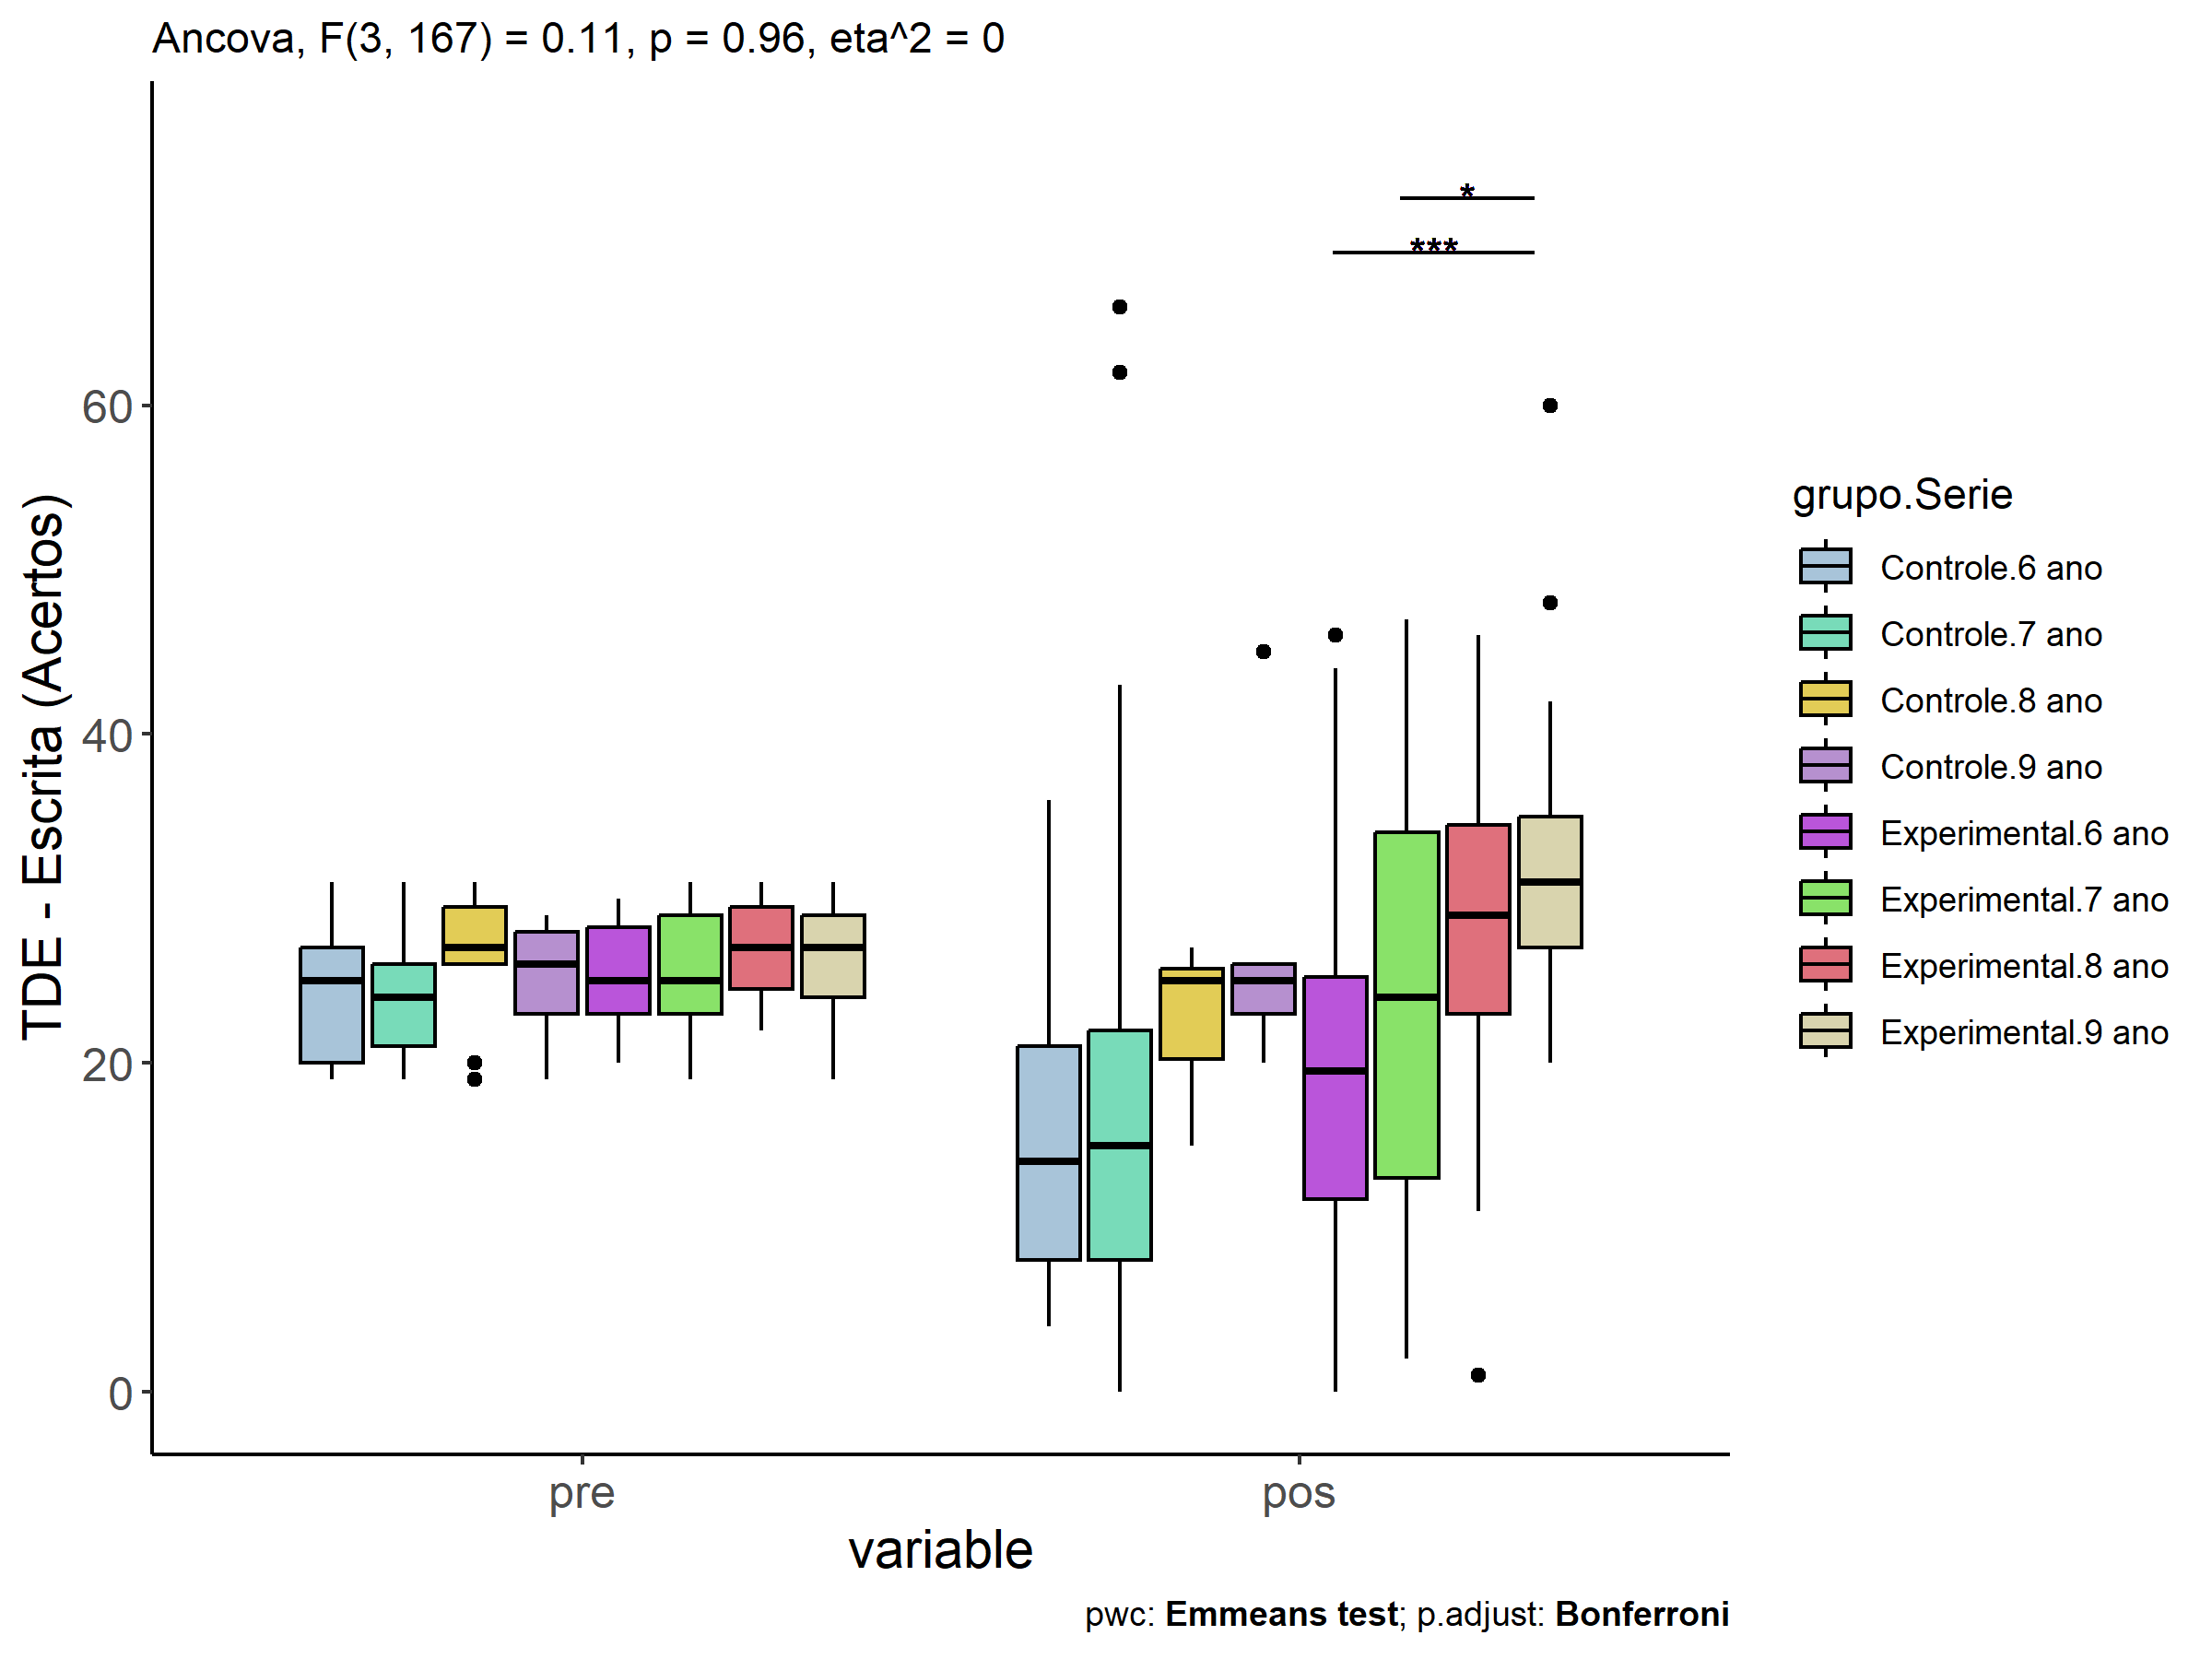 Ancova, F(3, 167) = 0.11, p = 0.96, eta^2 = 0
*
***
TDE - Escrita (Acertos)
60
40
20
0
pre
pos
variable
grupo.Serie
Controle.6 ano
Controle.7 ano
Controle.8 ano
Controle.9 ano
Experimental.6 ano
Experimental.7 ano
Experimental.8 ano
Experimental.9 ano
pwc: Emmeans test; p.adjust: Bonferroni